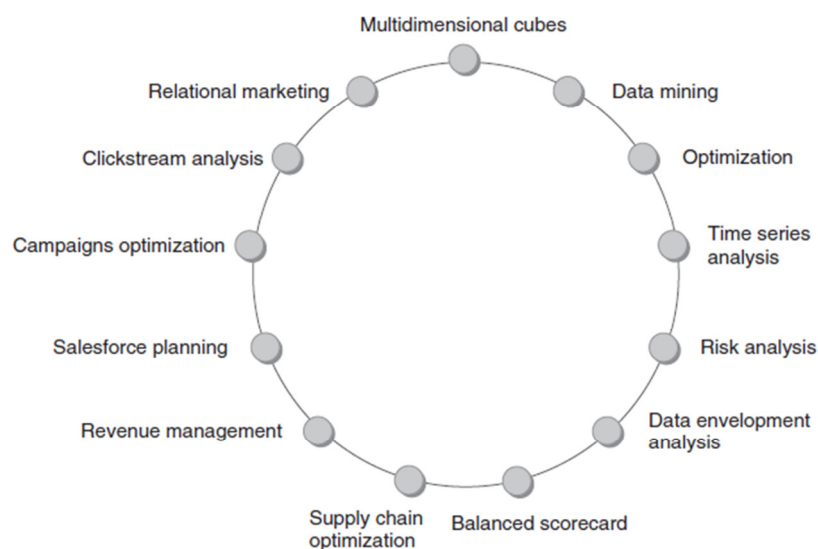 Multidimensional cubes
Relational marketing
Data mining
Clickstream analysis
Optimization
Campaigns optimization
Time series
analysis
Salesforce planning
Risk analysis
Revenue management
Data envelopment
analysis
Supply chain
optimization
Balanced scorecard